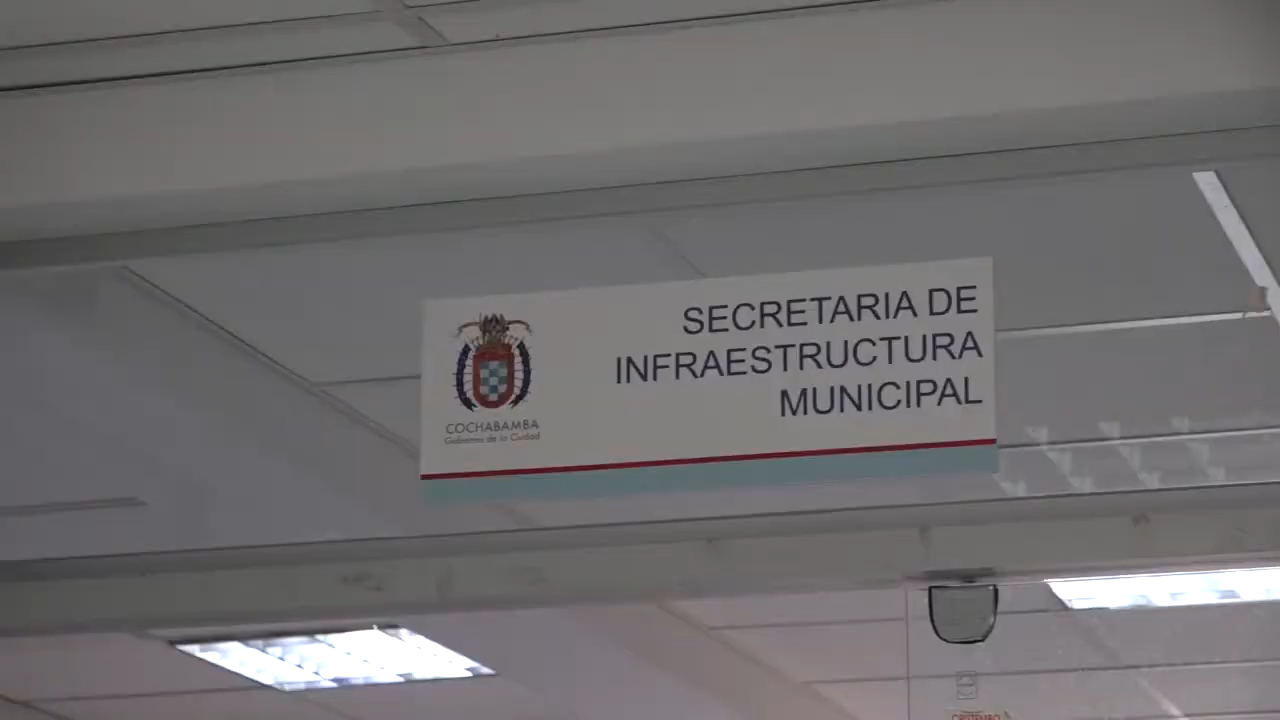 SECRETARIA DE
INFRAESTRUCTURA
MUNICIPAL
COCHABAMBA
Gobierno de la Ciudad